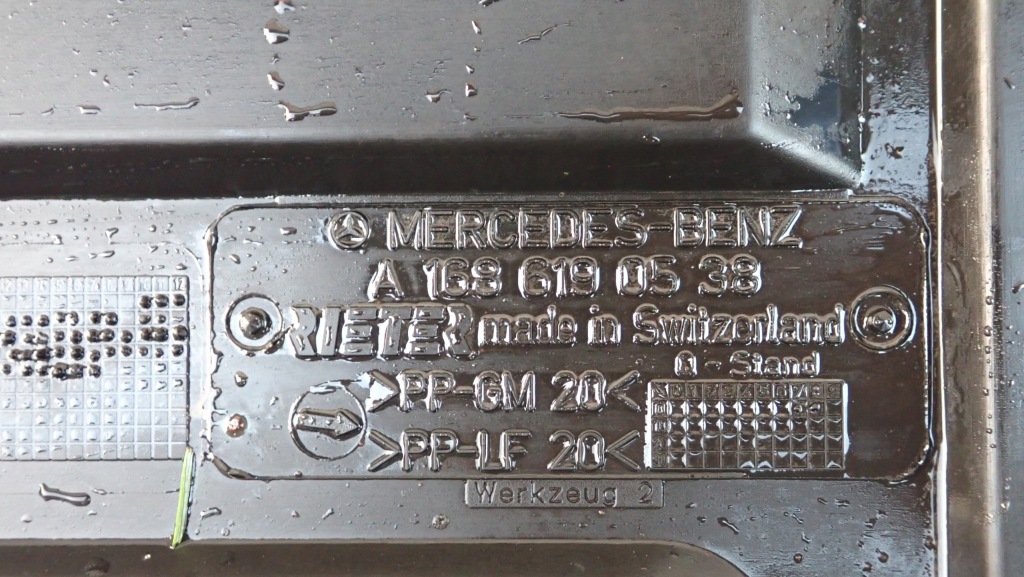 MERCEDES-BENZ
A 168 619 05 38
RIETER made in Switzerland
Q-Stand
>PP-GM 20<
>PP-LF 20<
Werkzeug 2